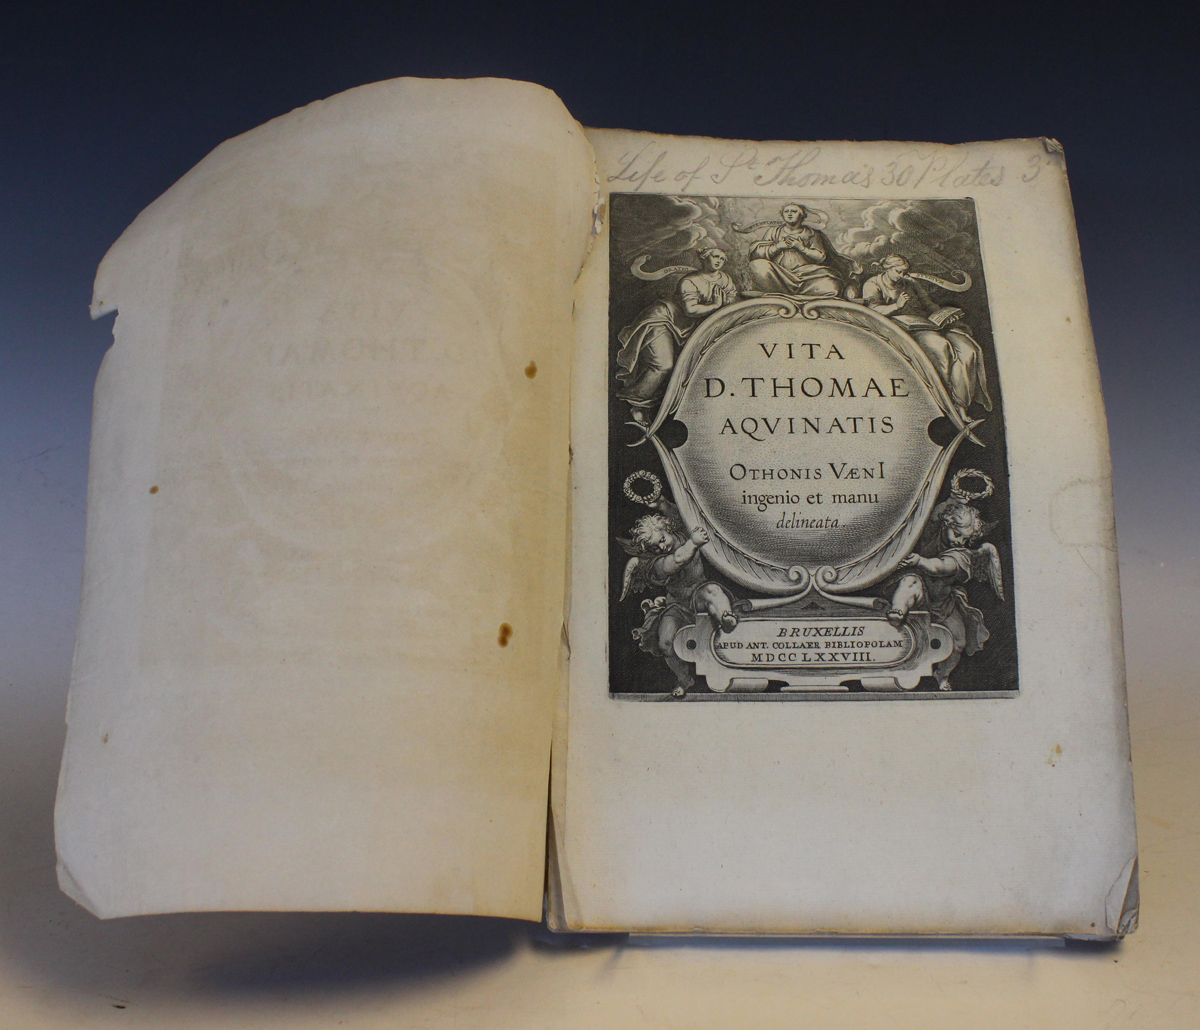 Life of St Thomas 30 Plates 3
VITA
D. THOMAE
AQVINATIS
OTHONIS VÆNI
ingenio et manu
delineata.
BRUXELLIS
APUD ANT. COLLAER BIBLIOPOLAM
MDCCLXXVIII.